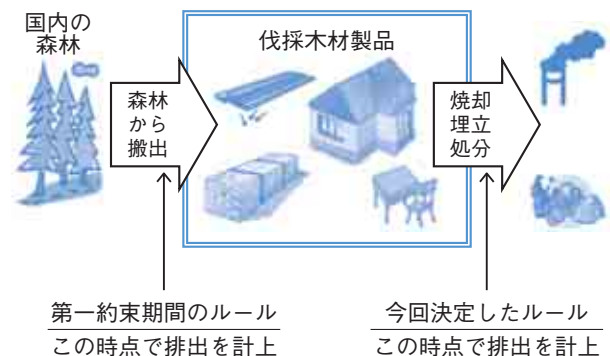 国内の
森林
伐採木材製品
森林
から
搬出
焼却
埋立
処分
第一約束期間のルール
この時点で排出を計上
今回決定したルール
この時点で排出を計上